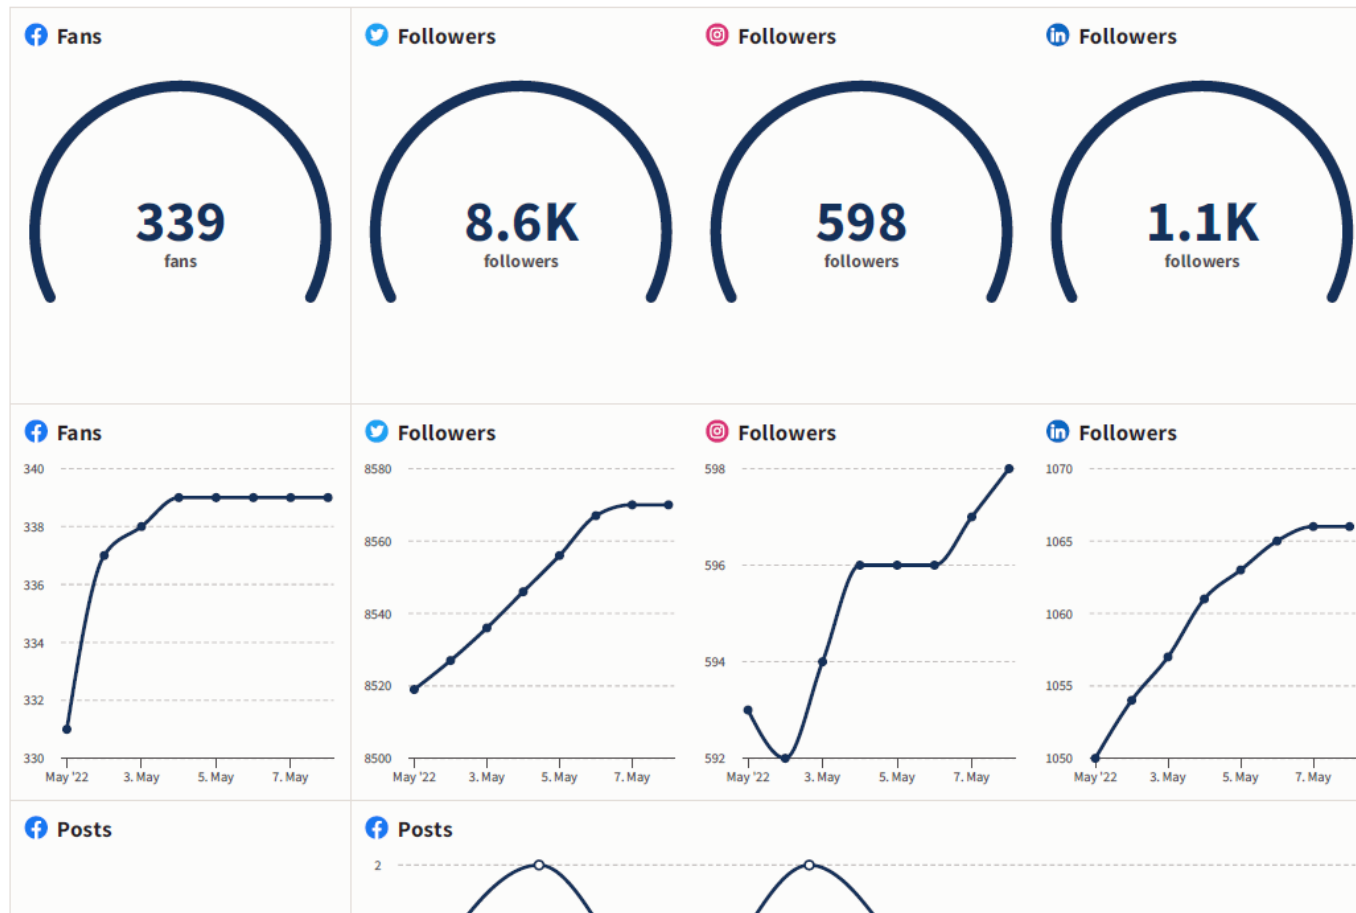 Fans
Followers
Followers
Followers
339
fans
8.6K
followers
598
followers
1.1K
followers
Fans
Followers
Followers
Followers
340
338
336
334
332
330
May '22
3. May
5. May
7. May
8580
8560
8540
8520
8500
May '22
3. May
5. May
7. May
598
596
594
592
May '22
3. May
5. May
7. May
1070
1065
1060
1055
1050
May '22
3. May
5. May
7. May
Posts
Posts
2